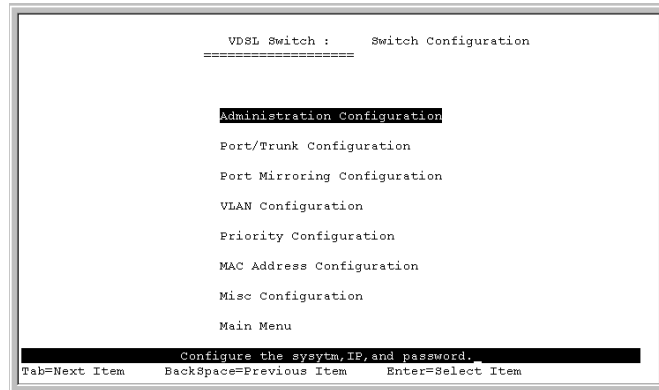 VDSL Switch : Switch Configuration
===================
Administration Configuration
Port/Trunk Configuration
Port Mirroring Configuration
VLAN Configuration
Priority Configuration
MAC Address Configuration
Misc Configuration
Main Menu
Configure the sysytm,IP,and password._
Tab=Next Item BackSpace=Previous Item Enter=Select Item